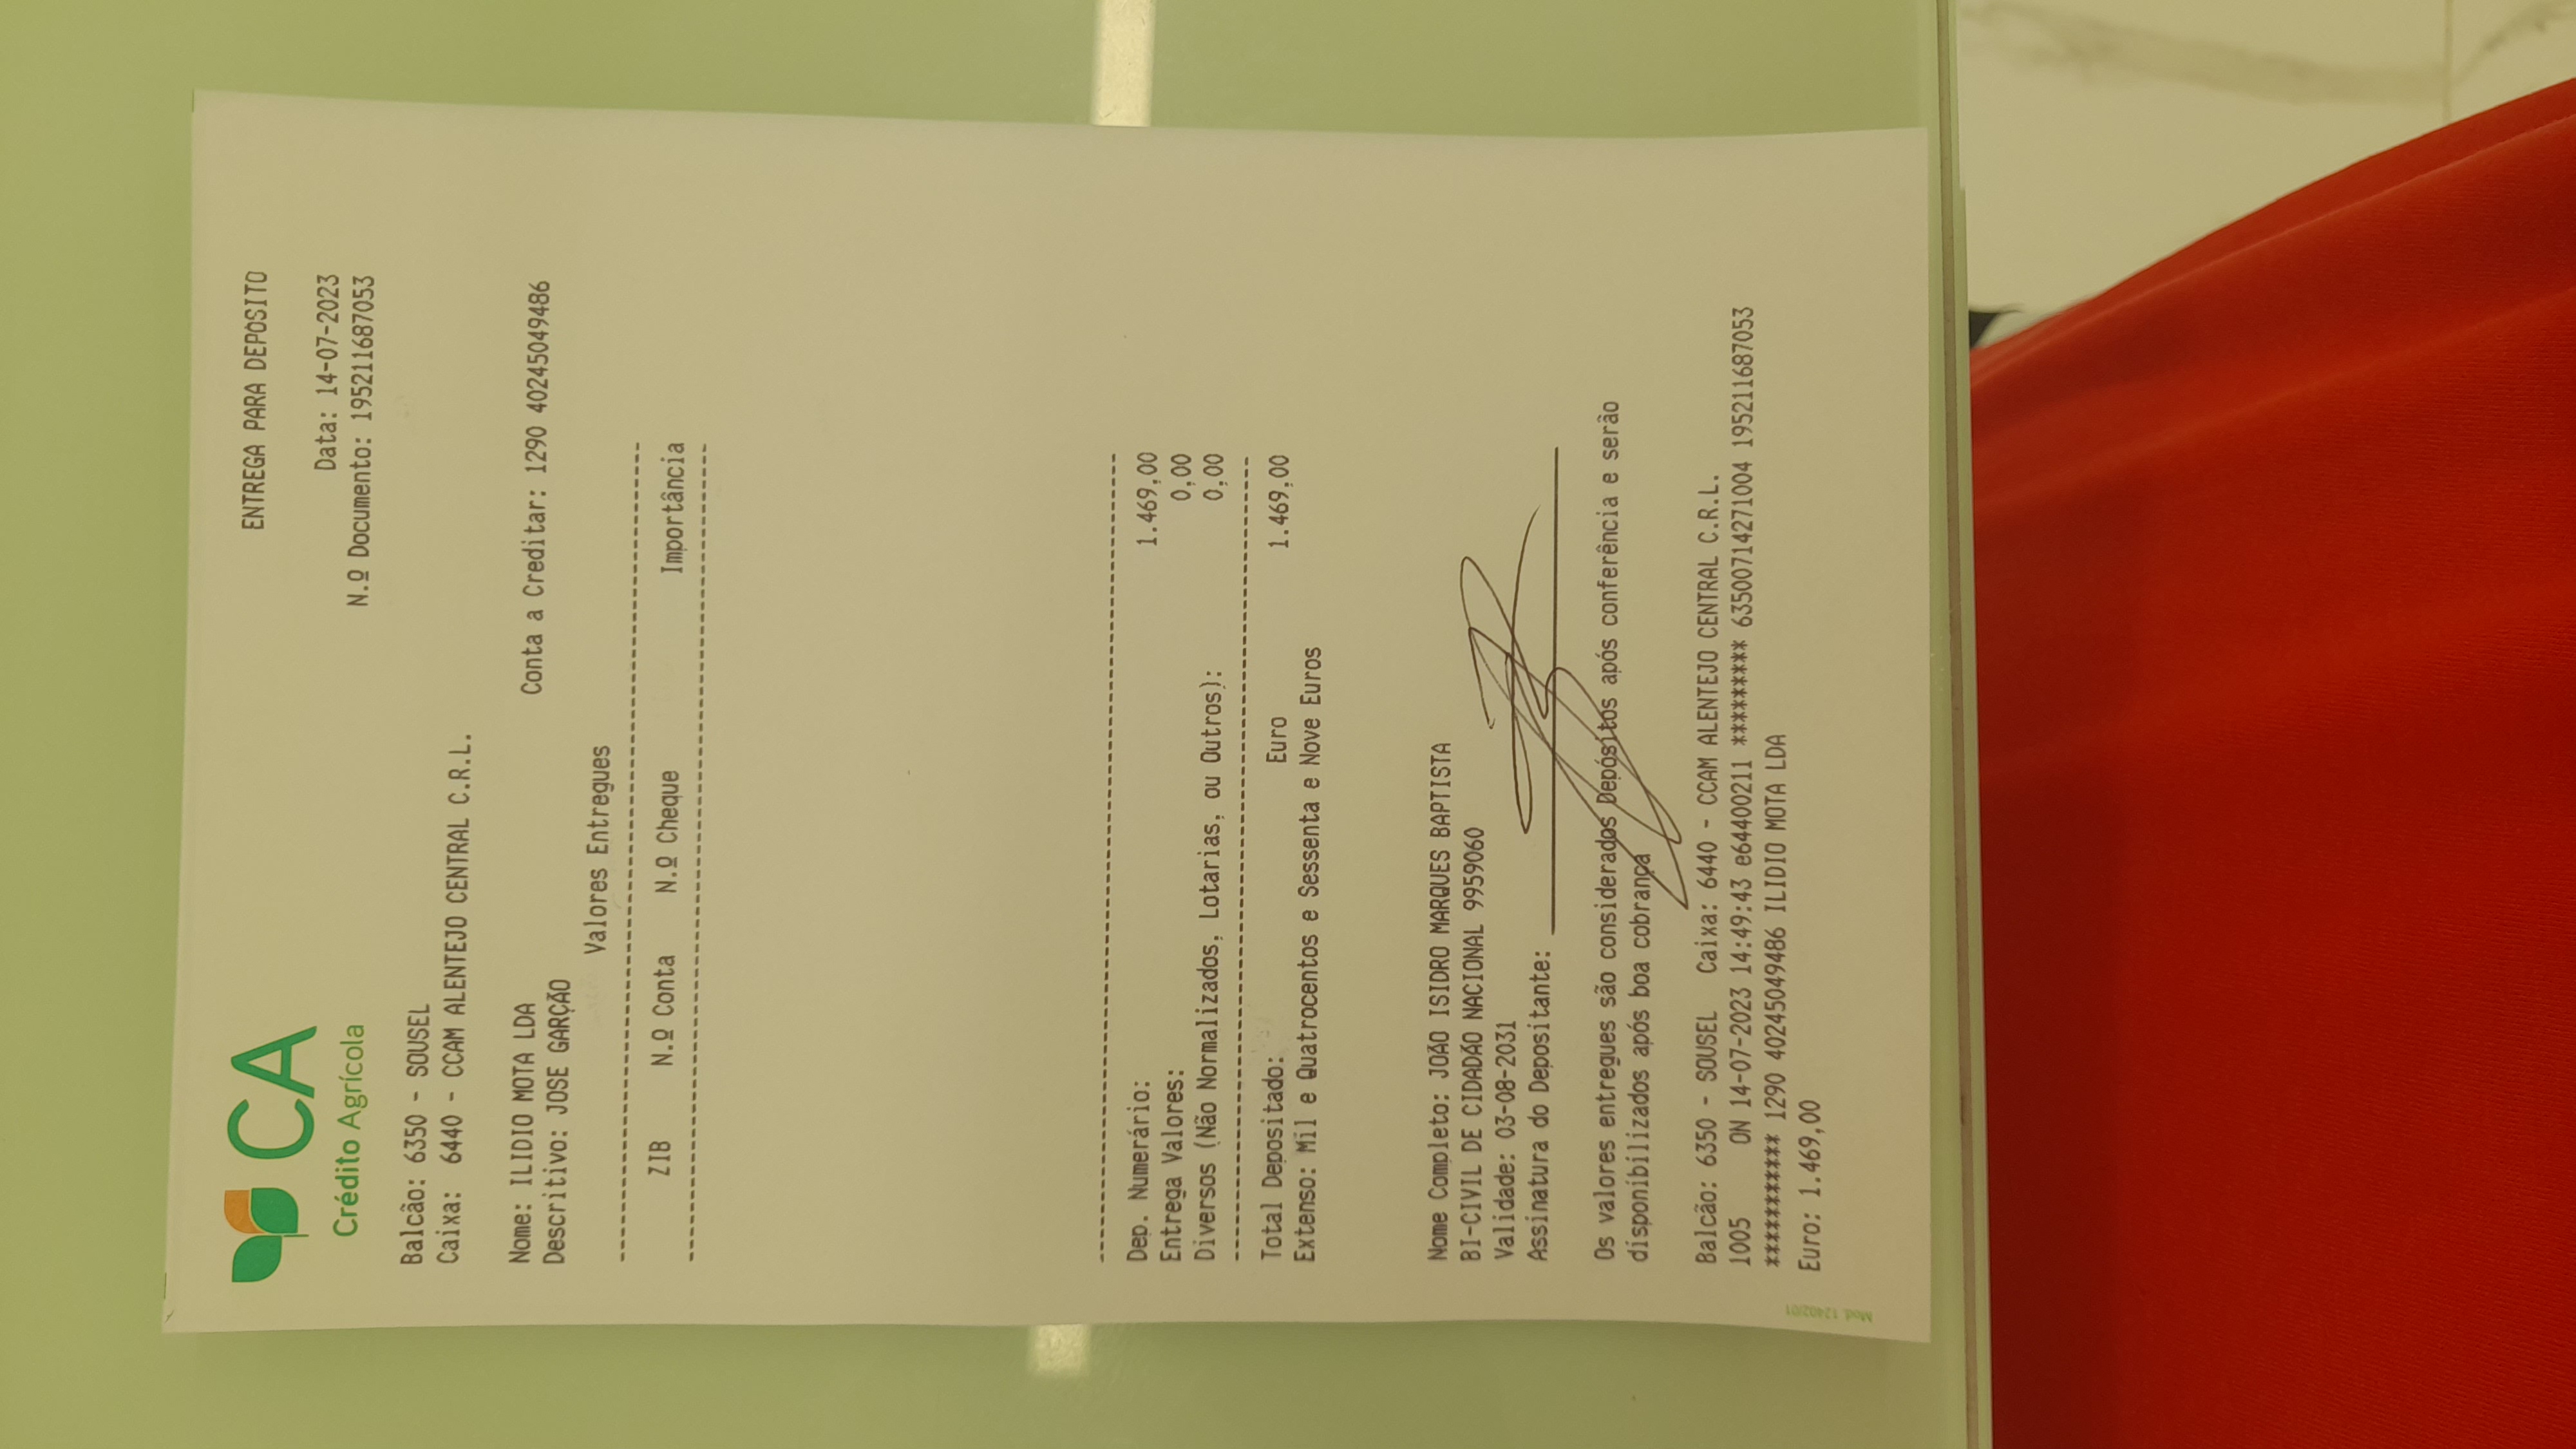 CA
Crédito Agrícola
ENTREGA PARA DEPOSITO
Data: 14-07-2023
N.º Documento: 19521168​7053
Balcão: 6350 - SOUSEL
Caixa: 6440 - CCAM ALENTEJO CENTRAL C.R.L.
Nome: ILIDIO MOTA LDA Conta a Creditar: 1290 40245049486
Descritivo: JOSE GARÇÃO
Valores Entregues
ZIB N.º Conta N.º Cheque Importância
Dep. Numerário: 1.469,00
Entrega Valores: 0,00
Diversos (Não Normalizados, Lotarias, ou Outros): 0,00
Total Depositado: Euro 1.469,00
Extenso: Mil e Quatrocentos e Sessenta e Nove Euros
Nome Completo: JOÃO ISIDRO MARQUES BAPTISTA
BI-CIVIL DE CIDADÃO NACIONAL 9959060
Validade: 03-08-2031
Assinatura do Depositante:
Os valores entregues são considerados Depósitos após conferência e serão
disponibilizados após boa cobrança
Balcão: 6350 - SOUSEL Caixa: 6440 - CCAM ALENTEJO CENTRAL C.R.L.
1005 ON 14-07-2023 14:49:43 e64400211 ******** 63500714271004 195211687053
*********** 1290 40245049486 ILIDIO MOTA LDA
Euro: 1.469,00
Mod. 12402/01